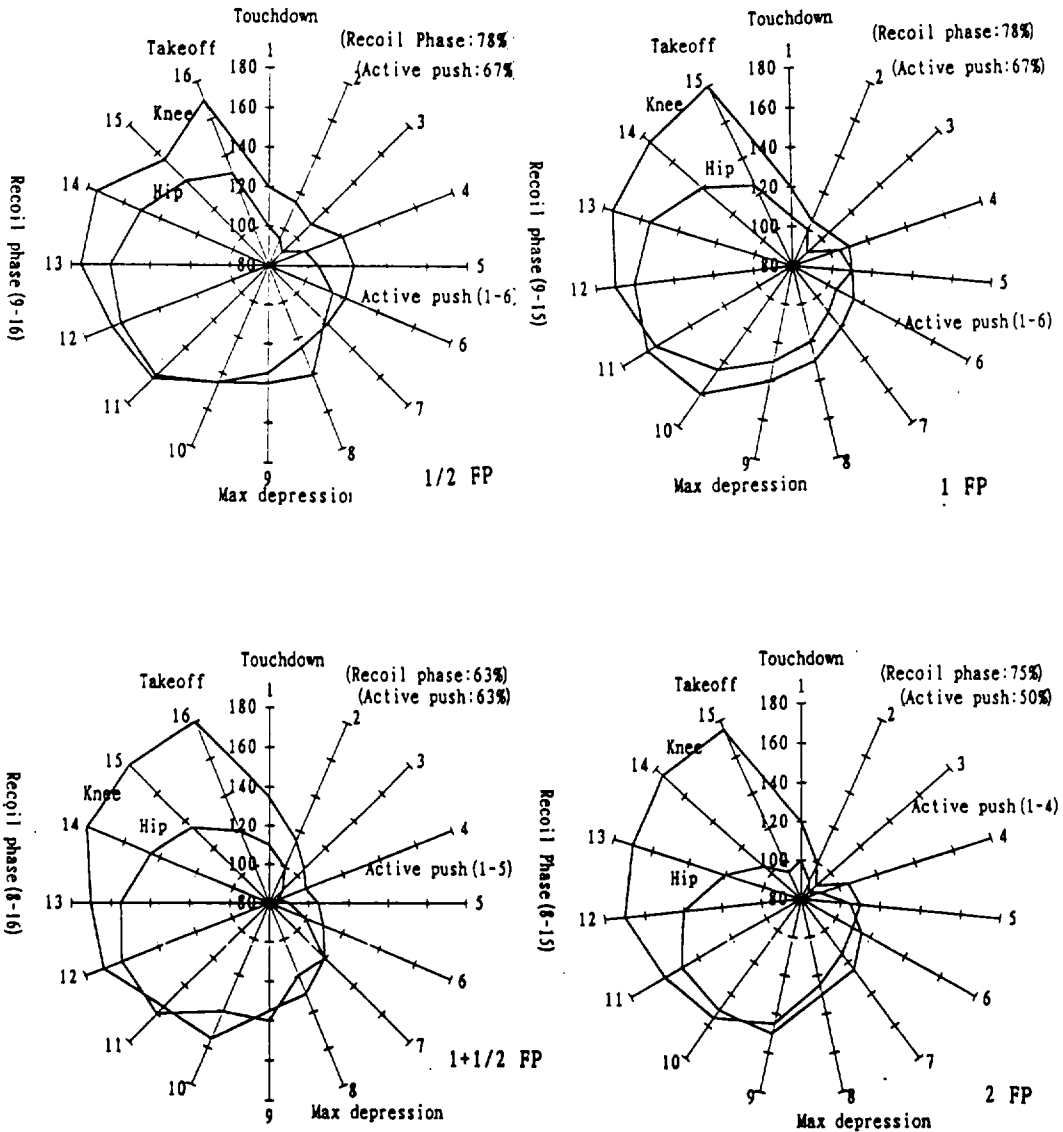 Touchdown
(Recoil Phase:78%
(Active push:67%
Takeoff
1
2
3
4
5
6
7
8
9
10
11
12
13
14
15
16
180
160
140
120
100
80
Knee
Hip
Recoil phase(9-16)
Active push(1-6)
Max depression
1/2 FP
Touchdown
(Recoil phase:78%)
(Active push:67%)
Takeoff
1
2
3
4
5
6
7
8
9
10
11
12
13
14
15
180
160
140
120
100
80
Knee
Hip
Recoil phase(9-15)
Active push(1-6)
Max depression
1 FP
Touchdown
(Recoil phase:63%)
(Active push:63%)
Takeoff
1
2
3
4
5
6
7
8
9
10
11
12
13
14
15
16
180
160
140
120
100
80
Knee
Hip
Recoil phase(8-16)
Active push(1-5)
Max depression
1+1/2 FP
Touchdown
(Recoil phase:75%)
(Active push:50%)
Takeoff
1
2
3
4
5
6
7
8
9
10
11
12
13
14
15
180
160
140
120
100
80
Knee
Hip
Recoil Phase(8-15)
Active push(1-4)
Max depression
2 FP